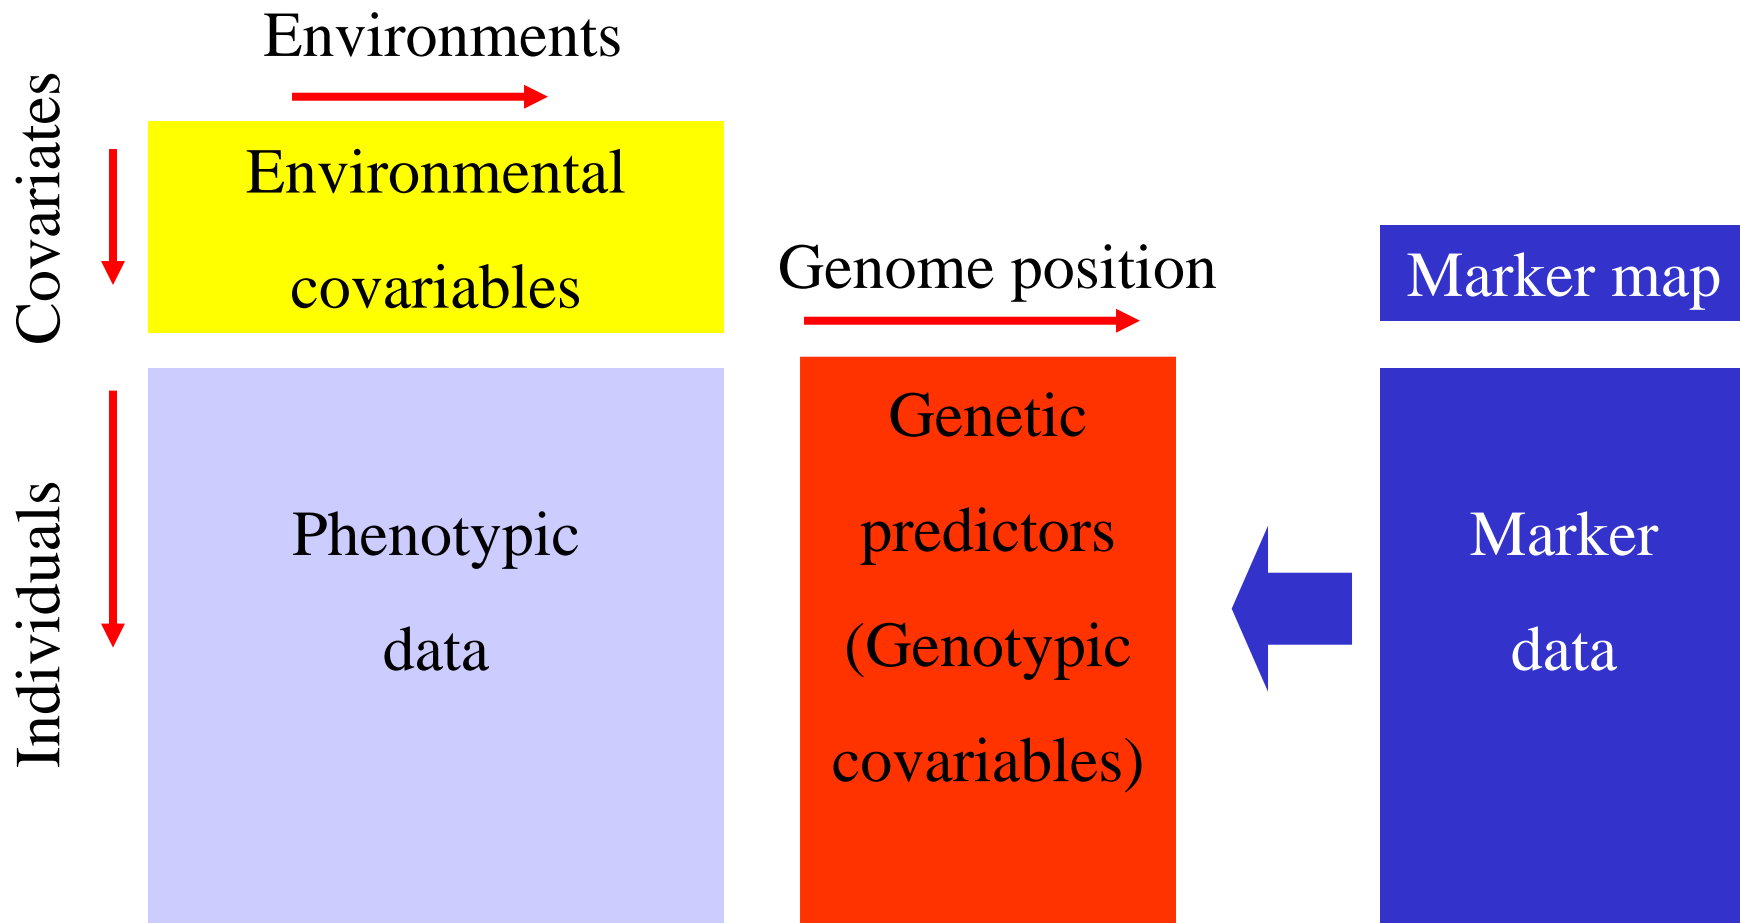 Environments
Covariates
Environmental
covariables
Genome position
Marker map
Individuals
Phenotypic
data
Genetic
predictors
(Genotypic
covariables)
Marker
data